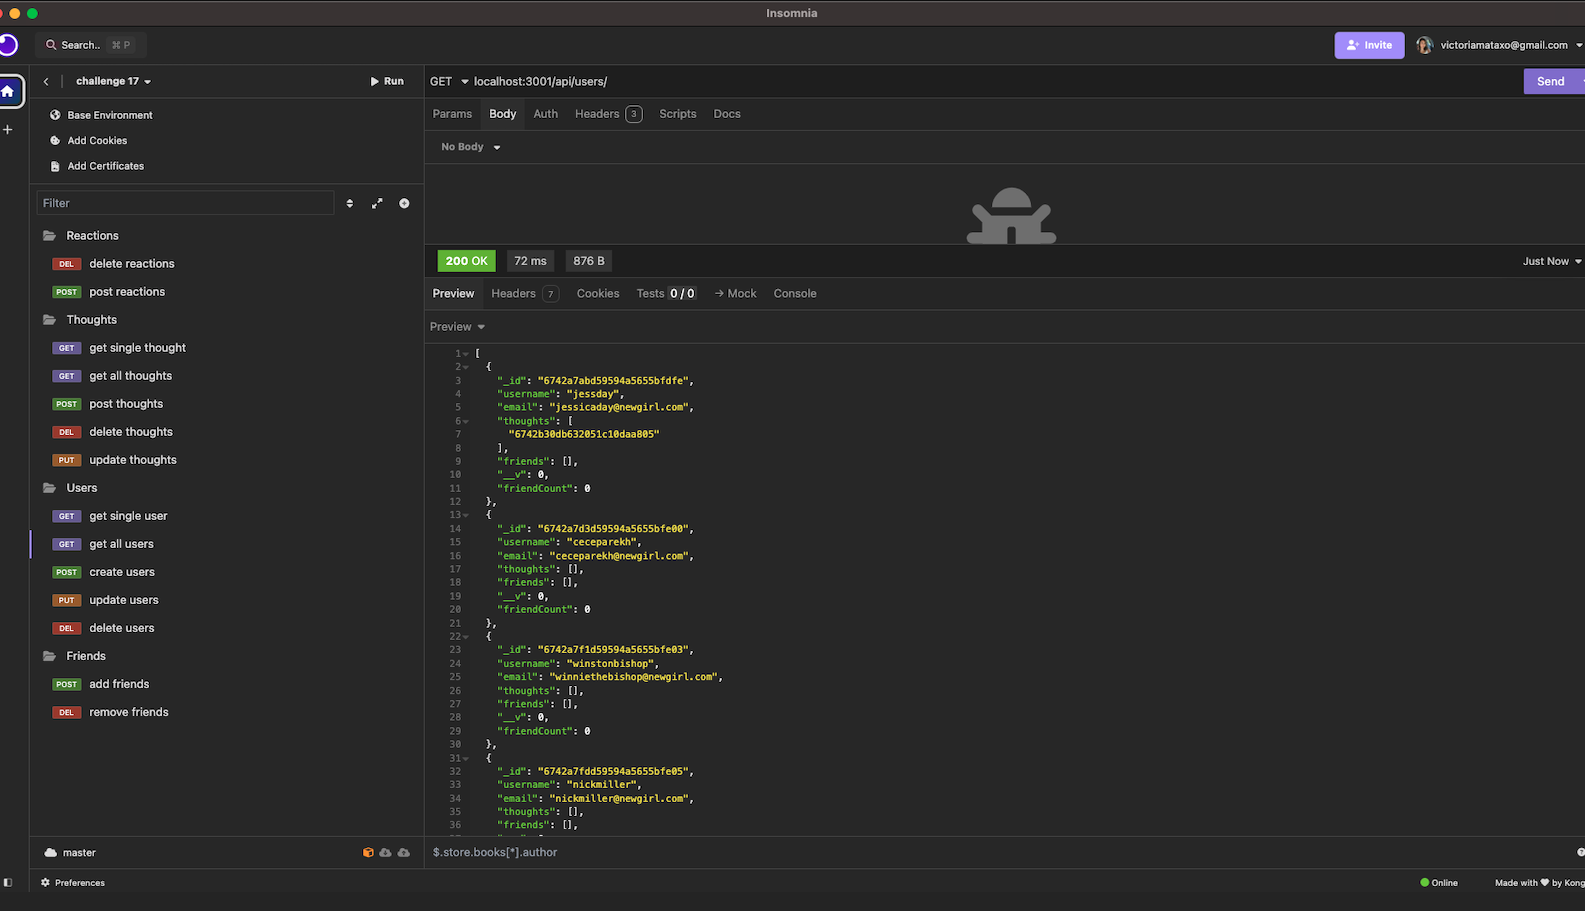 Insomnia
Search.. ⌘ P
Invite
victoriamataxo@gmail.com
challenge 17
Run
GET localhost:3001/api/users/
Send
Base Environment
Add Cookies
Add Certificates
Params Body Auth Headers 3 Scripts Docs
No Body
Filter
Reactions
DEL delete reactions
POST post reactions
Thoughts
GET get single thought
GET get all thoughts
POST post thoughts
DEL delete thoughts
PUT update thoughts
Users
GET get single user
GET get all users
POST create users
PUT update users
DEL delete users
Friends
POST add friends
DEL remove friends
200 OK 72 ms 876 B Just Now
Preview Headers 7 Cookies Tests 0 / 0 → Mock Console
Preview
1 [
2 {
3 "_id": "6742a7abd59594a5655bfdfe",
4 "username": "jessday",
5 "email": "jessicaday@newgirl.com",
6 "thoughts": [
7 "6742b30db632051c10daa805"
8 ],
9 "friends": [],
10 "__v": 0,
11 "friendCount": 0
12 },
13 {
14 "_id": "6742a7d3d59594a5655bfe00",
15 "username": "ceceparekh",
16 "email": "ceceparekh@newgirl.com",
17 "thoughts": [],
18 "friends": [],
19 "__v": 0,
20 "friendCount": 0
21 },
22 {
23 "_id": "6742a7f1d59594a5655bfe03",
24 "username": "winstonbishop",
25 "email": "winniethebishop@newgirl.com",
26 "thoughts": [],
27 "friends": [],
28 "__v": 0,
29 "friendCount": 0
30 },
31 {
32 "_id": "6742a7fdd59594a5655bfe05",
33 "username": "nickmiller",
34 "email": "nickmiller@newgirl.com",
35 "thoughts": [],
36 "friends": [],
master
$.store.books[*].author
Preferences
Online
Made with ♥ by Kong